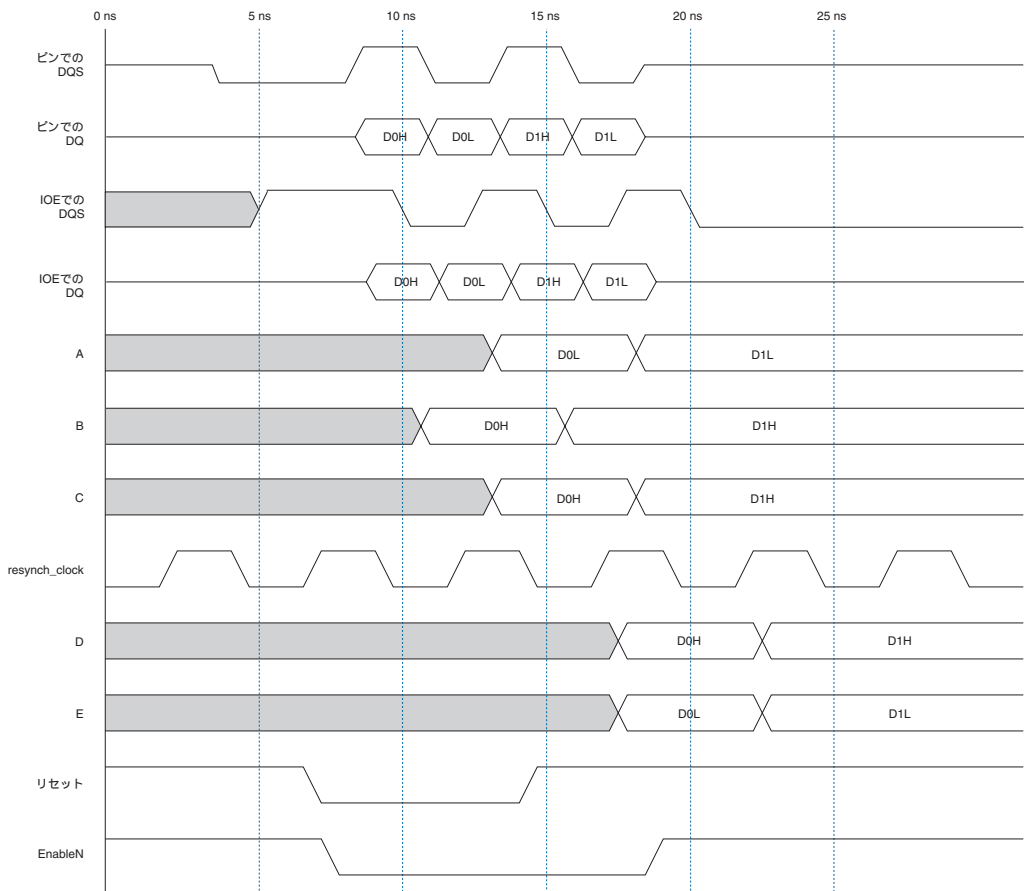 0 ns 5 ns 10 ns 15 ns 20 ns 25 ns
ピンでの
DQS
ピンでの
DQ
D0H D0L D1H D1L
IOEでの
DQS
IOEでの
DQ
D0H D0L D1H D1L
A D0L D1L
B D0H D1H
C D0H D1H
resynch_clock
D D0H D1H
E D0L D1L
リセット
EnableN